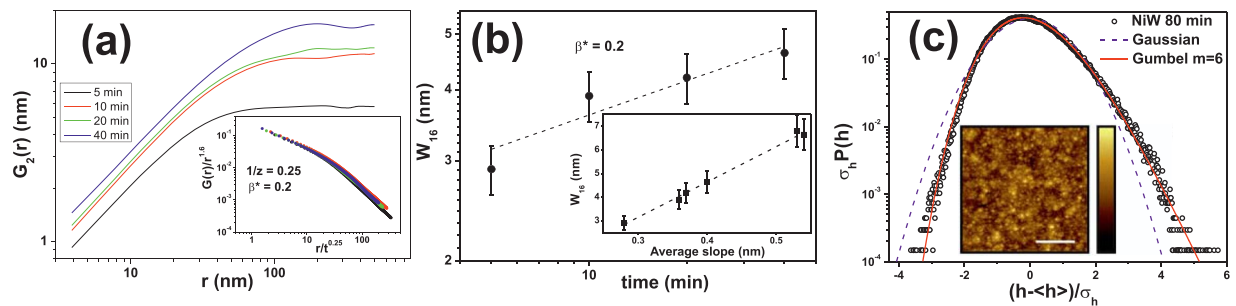 (a)
G₂(r) (nm)
10
1
5 min
10 min
20 min
40 min
G(r)/r^1.6
10^-1
10^-2
10^-3
10^-4
1/z = 0.25
β* = 0.2
1
10
100
r/t^0.25
10
100
r (nm)
(b)
W₁₆ (nm)
5
4
3
2
β* = 0.2
W₁₆ (nm)
7
6
5
4
3
0.3
0.4
0.5
Average slope (nm)
10
time (min)
(c)
σₕP(h)
10^-1
10^-2
10^-3
10^-4
NiW 80 min
Gaussian
Gumbel m=6
-4
-2
0
2
4
6
(h-<h>)/σₕ